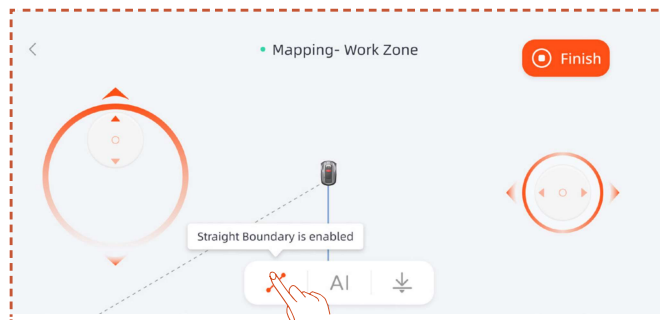 Mapping- Work Zone
Finish
Straight Boundary is enabled
AI